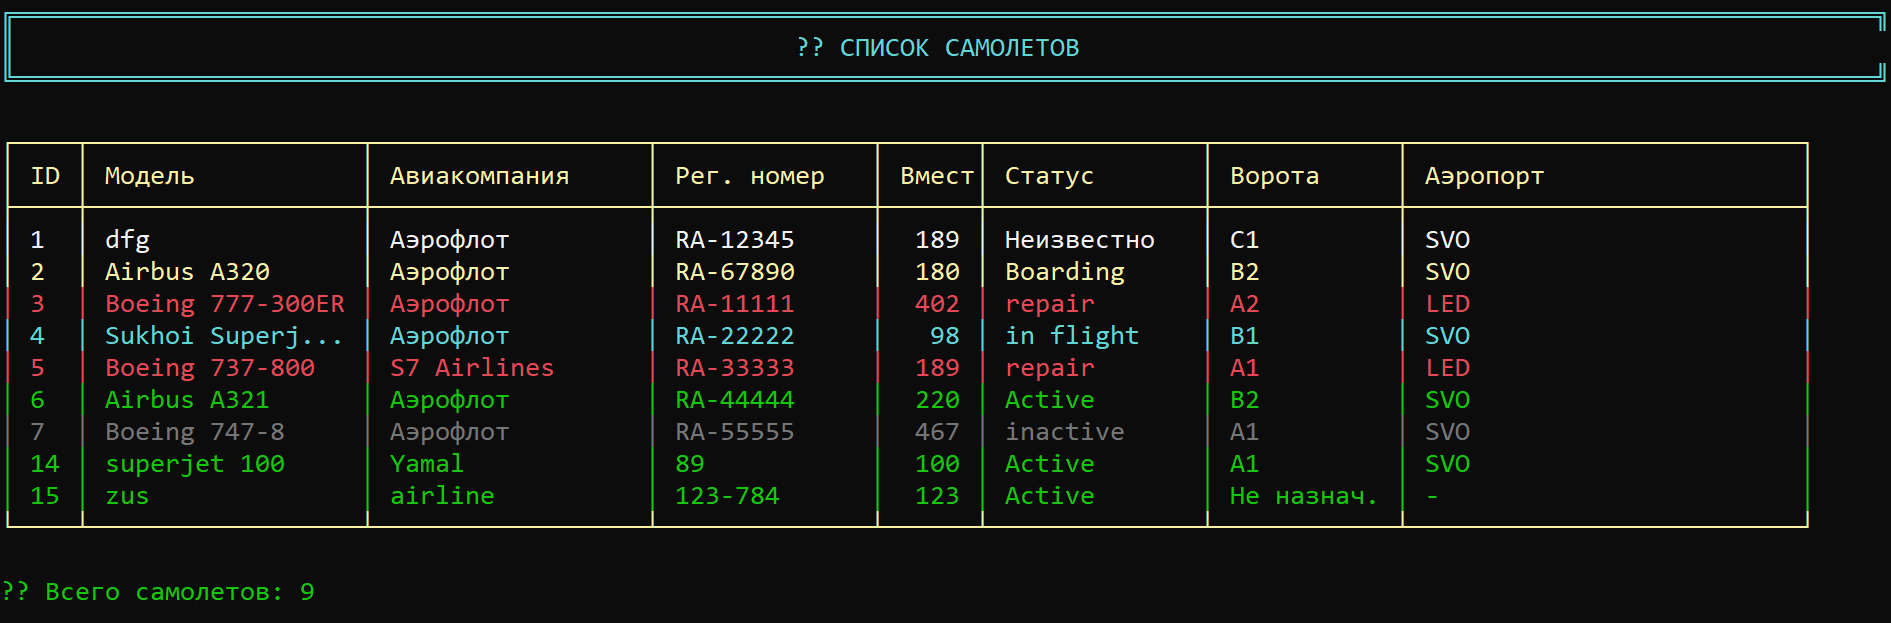 ?? СПИСОК САМОЛЕТОВ
ID Модель Авиакомпания Рег. номер Вмест Статус Ворота Аэропорт
1 dfg Аэрофлот RA-12345 189 Неизвестно C1 SVO
2 Airbus A320 Аэрофлот RA-67890 180 Boarding B2 SVO
3 Boeing 777-300ER Аэрофлот RA-11111 402 repair A2 LED
4 Sukhoi Superj... Аэрофлот RA-22222 98 in flight B1 SVO
5 Boeing 737-800 S7 Airlines RA-33333 189 repair A1 LED
6 Airbus A321 Аэрофлот RA-44444 220 Active B2 SVO
7 Boeing 747-8 Аэрофлот RA-55555 467 inactive A1 SVO
14 superjet 100 Yamal 89 100 Active A1 SVO
15 zus airline 123-784 123 Active Не назнач. -
?? Всего самолетов: 9